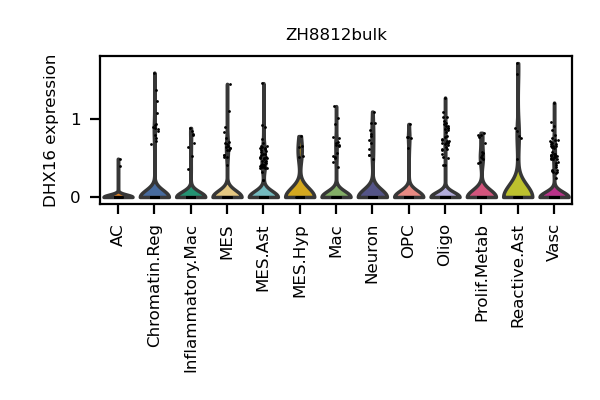 ZH8812bulk
DHX16 expression
1
0
AC
Chromatin.Reg
Inflammatory.Mac
MES
MES.Ast
MES.Hyp
Mac
Neuron
OPC
Oligo
Prolif.Metab
Reactive.Ast
Vasc